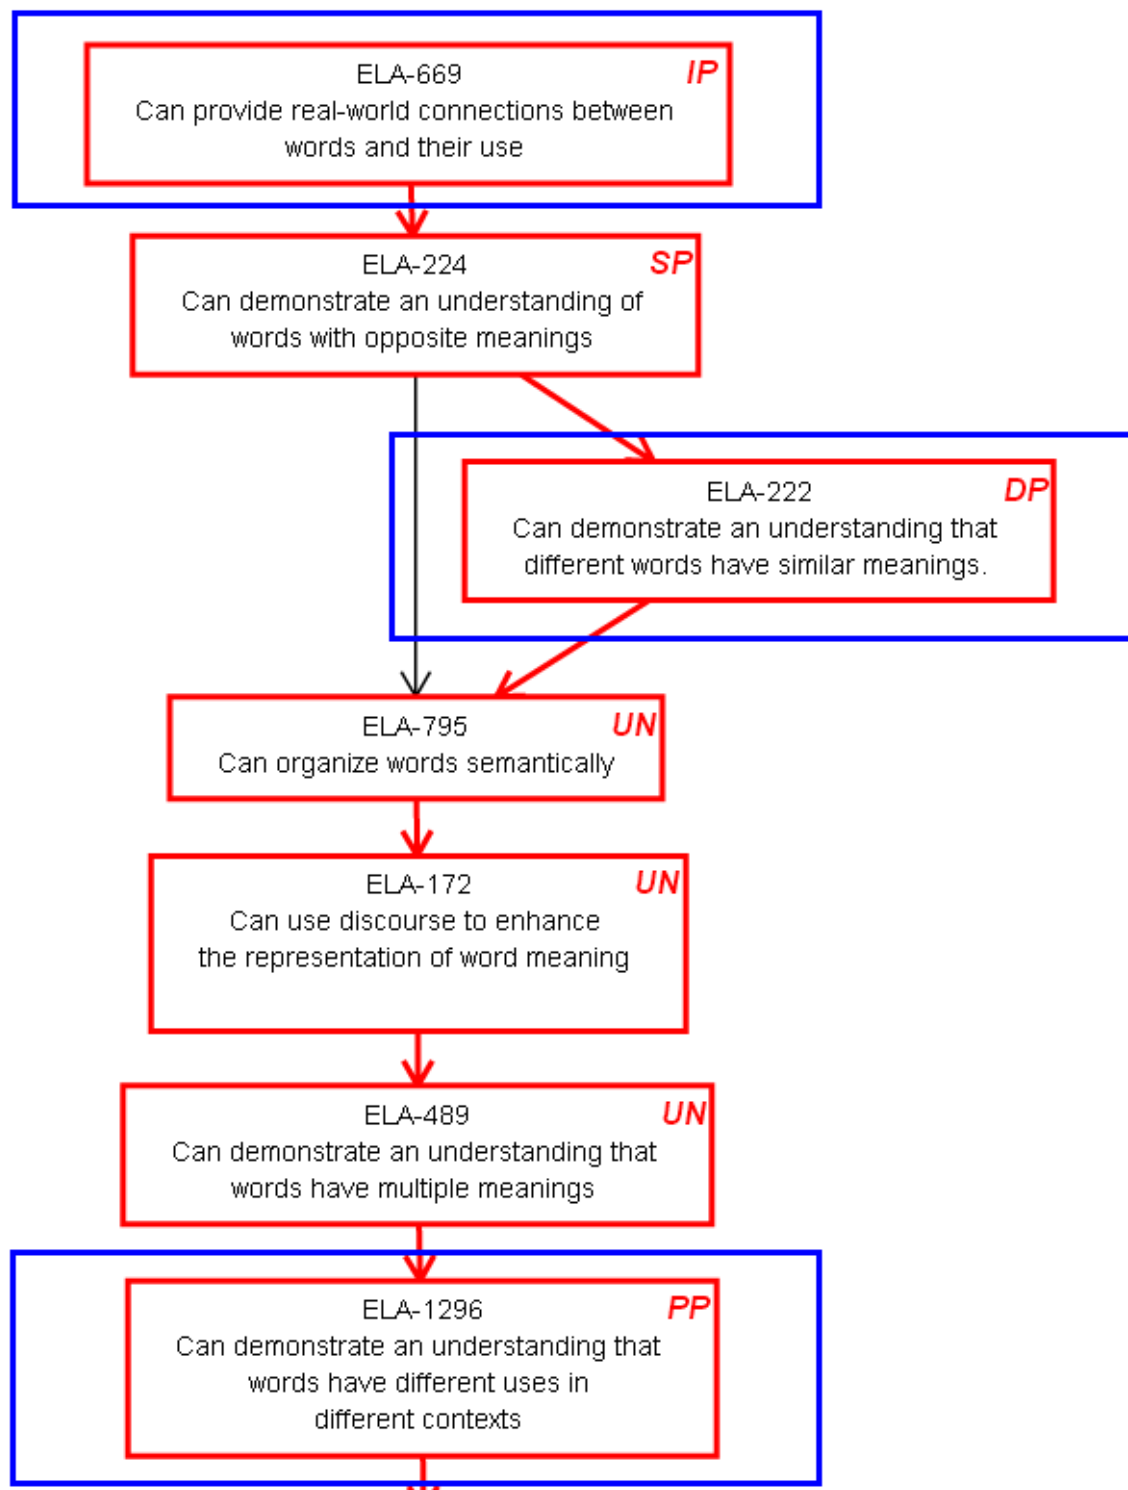 ELA-669 IP
Can provide real-world connections between
words and their use
ELA-224 SP
Can demonstrate an understanding of
words with opposite meanings
ELA-222 DP
Can demonstrate an understanding that
different words have similar meanings.
ELA-795 UN
Can organize words semantically
ELA-172 UN
Can use discourse to enhance
the representation of word meaning
ELA-489 UN
Can demonstrate an understanding that
words have multiple meanings
ELA-1296 PP
Can demonstrate an understanding that
words have different uses in
different contexts